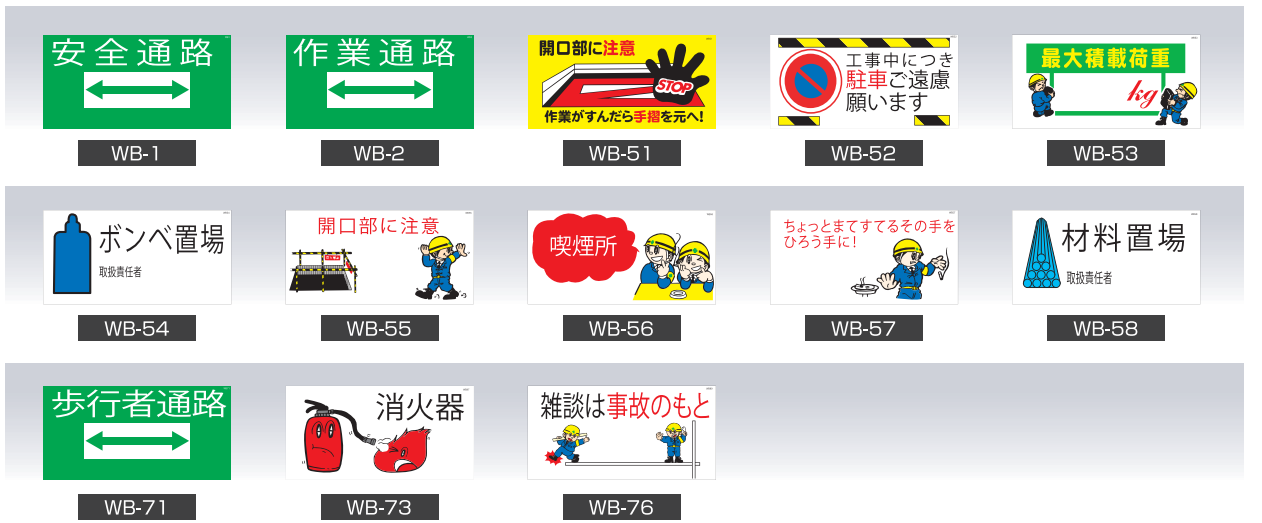 安全通路
作業通路
開口部に注意
STOP
作業がすんだら手摺を元へ!
工事中につき
駐車ご遠慮
願います
最大積載荷重
kg
WB-1
WB-2
WB-51
WB-52
WB-53
ボンベ置場
取扱責任者
開口部に注意
喫煙所
ちょっとまてすてるその手を
ひろう手に!
材料置場
取扱責任者
WB-54
WB-55
WB-56
WB-57
WB-58
歩行者通路
消火器
雑談は事故のもと
WB-71
WB-73
WB-76